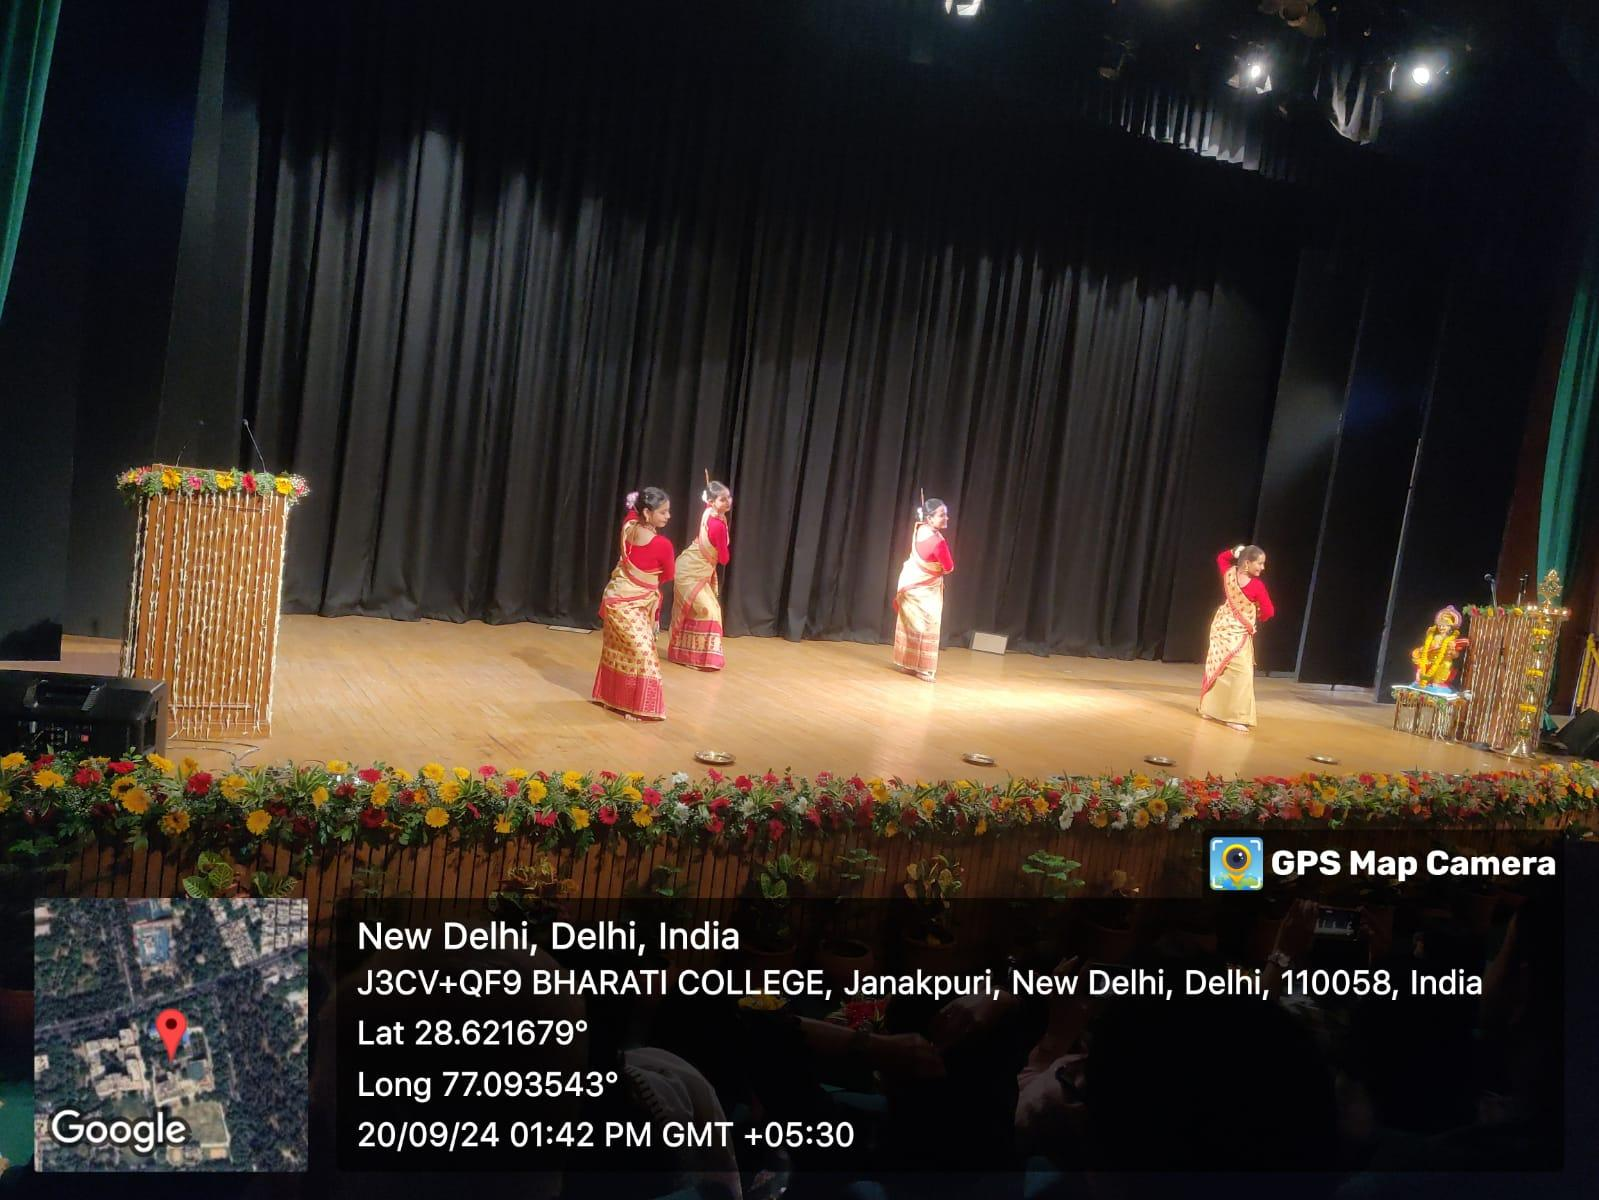 GPS Map Camera
New Delhi, Delhi, India
J3CV+QF9 BHARATI COLLEGE, Janakpuri, New Delhi, Delhi, 110058, India
Lat 28.621679°
Long 77.093543°
20/09/24 01:42 PM GMT +05:30
Google